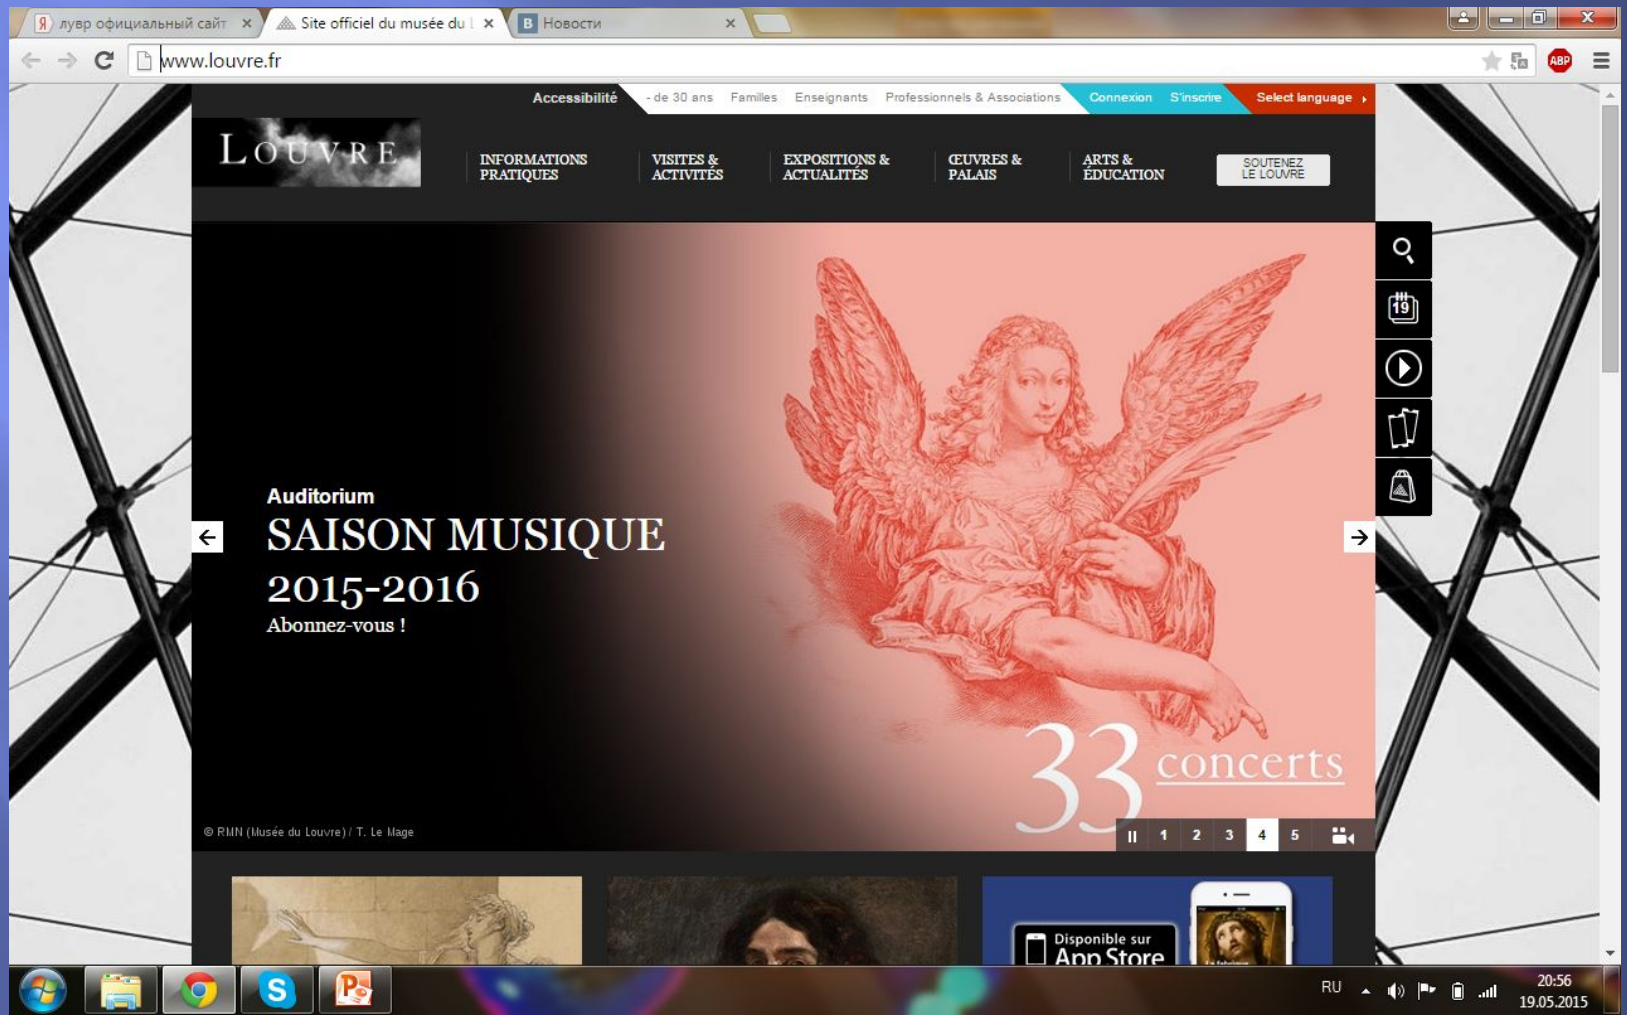 Я лувр официальный сайт
Site officiel du musée du L
B Новости
www.louvre.fr
ABP
Accessibilité
- de 30 ans Familles Enseignants Professionnels & Associations
Connexion S'inscrire
Select language
LOUVRE
INFORMATIONS
PRATIQUES
VISITES &
ACTIVITÉS
EXPOSITIONS &
ACTUALITÉS
ŒUVRES &
PALAIS
ARTS &
ÉDUCATION
SOUTENEZ
LE LOUVRE
19
Auditorium
SAISON MUSIQUE
2015-2016
Abonnez-vous !
33 concerts
© RMN (Musée du Louvre) / T. Le Mage
1 2 3 4 5
Disponible sur
App Store
La fabrique
RU
20:56
19.05.2015